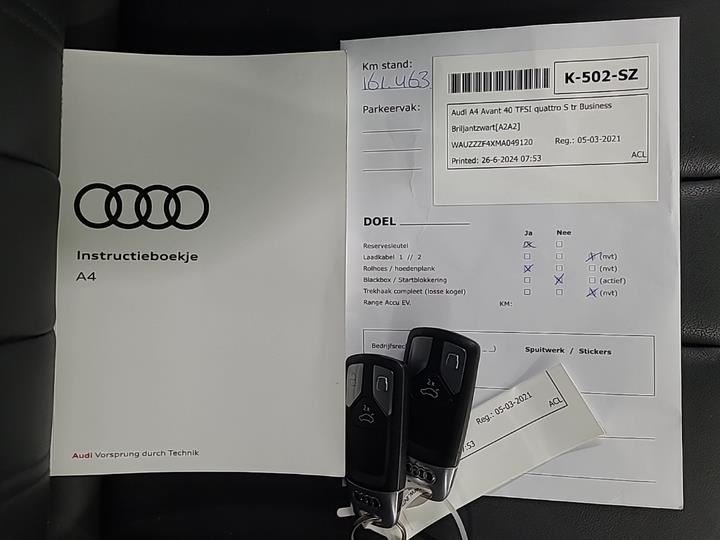 Instructieboekje
A4
Audi Vorsprung durch Technik
Km stand:
Parkeervak:
K-502-SZ
Audi A4 Avant 40 TFSI quattro S tr Business
Briljantzwart[A2A2]
WAUZZZF4XMA049120 Reg.: 05-03-2021
Printed: 26-6-2024 07:53 ACL
DOEL
Ja Nee
Reservesleutel
Laadkabel 1 // 2 (nvt)
Rolhoes / hoedenplank (nvt)
Blackbox / Startblokkering (actief)
Trekhaak compleet (losse kogel) (nvt)
Range Accu EV. KM:
Spuitwerk / Stickers
2x
2x
Reg.: 05-03-2021
ACL